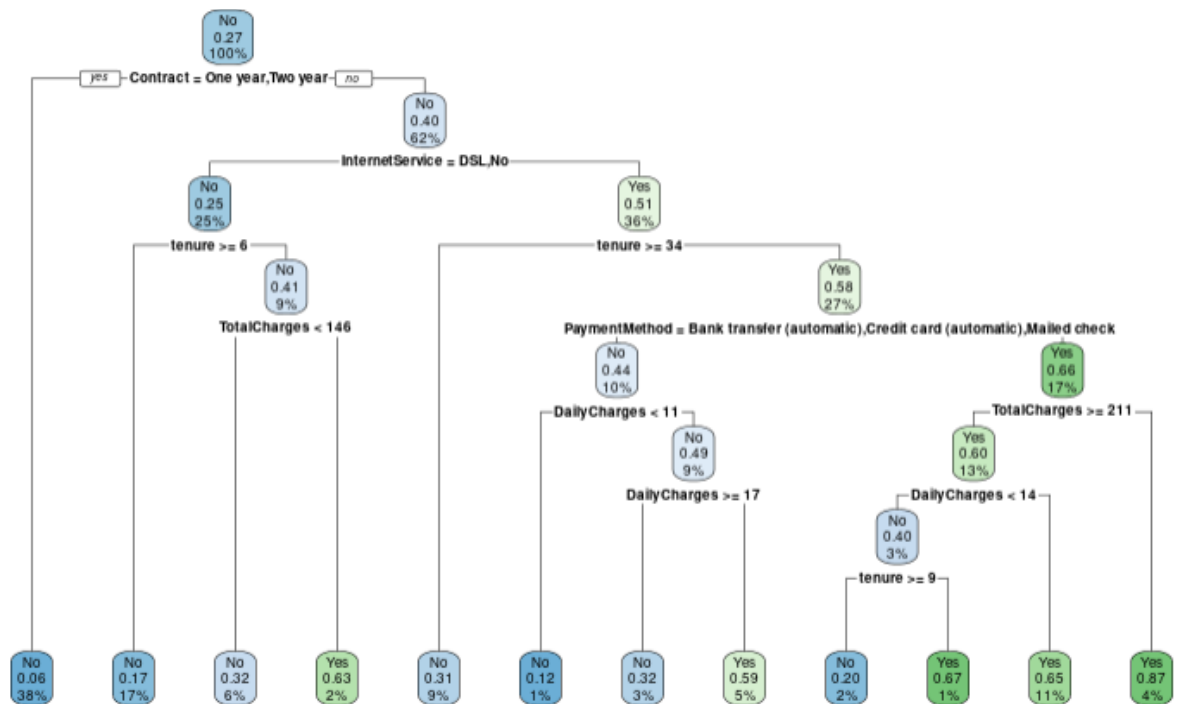 No
0.27
100%
yes Contract = One year,Two year no
No
0.40
62%
InternetService = DSL,No
No
0.25
25%
Yes
0.51
36%
tenure >= 6
tenure >= 34
No
0.41
9%
Yes
0.58
27%
TotalCharges < 146
PaymentMethod = Bank transfer (automatic),Credit card (automatic),Mailed check
No
0.44
10%
Yes
0.66
17%
DailyCharges < 11
TotalCharges >= 211
No
0.49
9%
Yes
0.60
13%
DailyCharges >= 17
DailyCharges < 14
No
0.40
3%
tenure >= 9
No
0.06
38%
No
0.17
17%
No
0.32
6%
Yes
0.63
2%
No
0.31
9%
No
0.12
1%
No
0.32
3%
Yes
0.59
5%
No
0.20
2%
Yes
0.67
1%
Yes
0.65
11%
Yes
0.87
4%